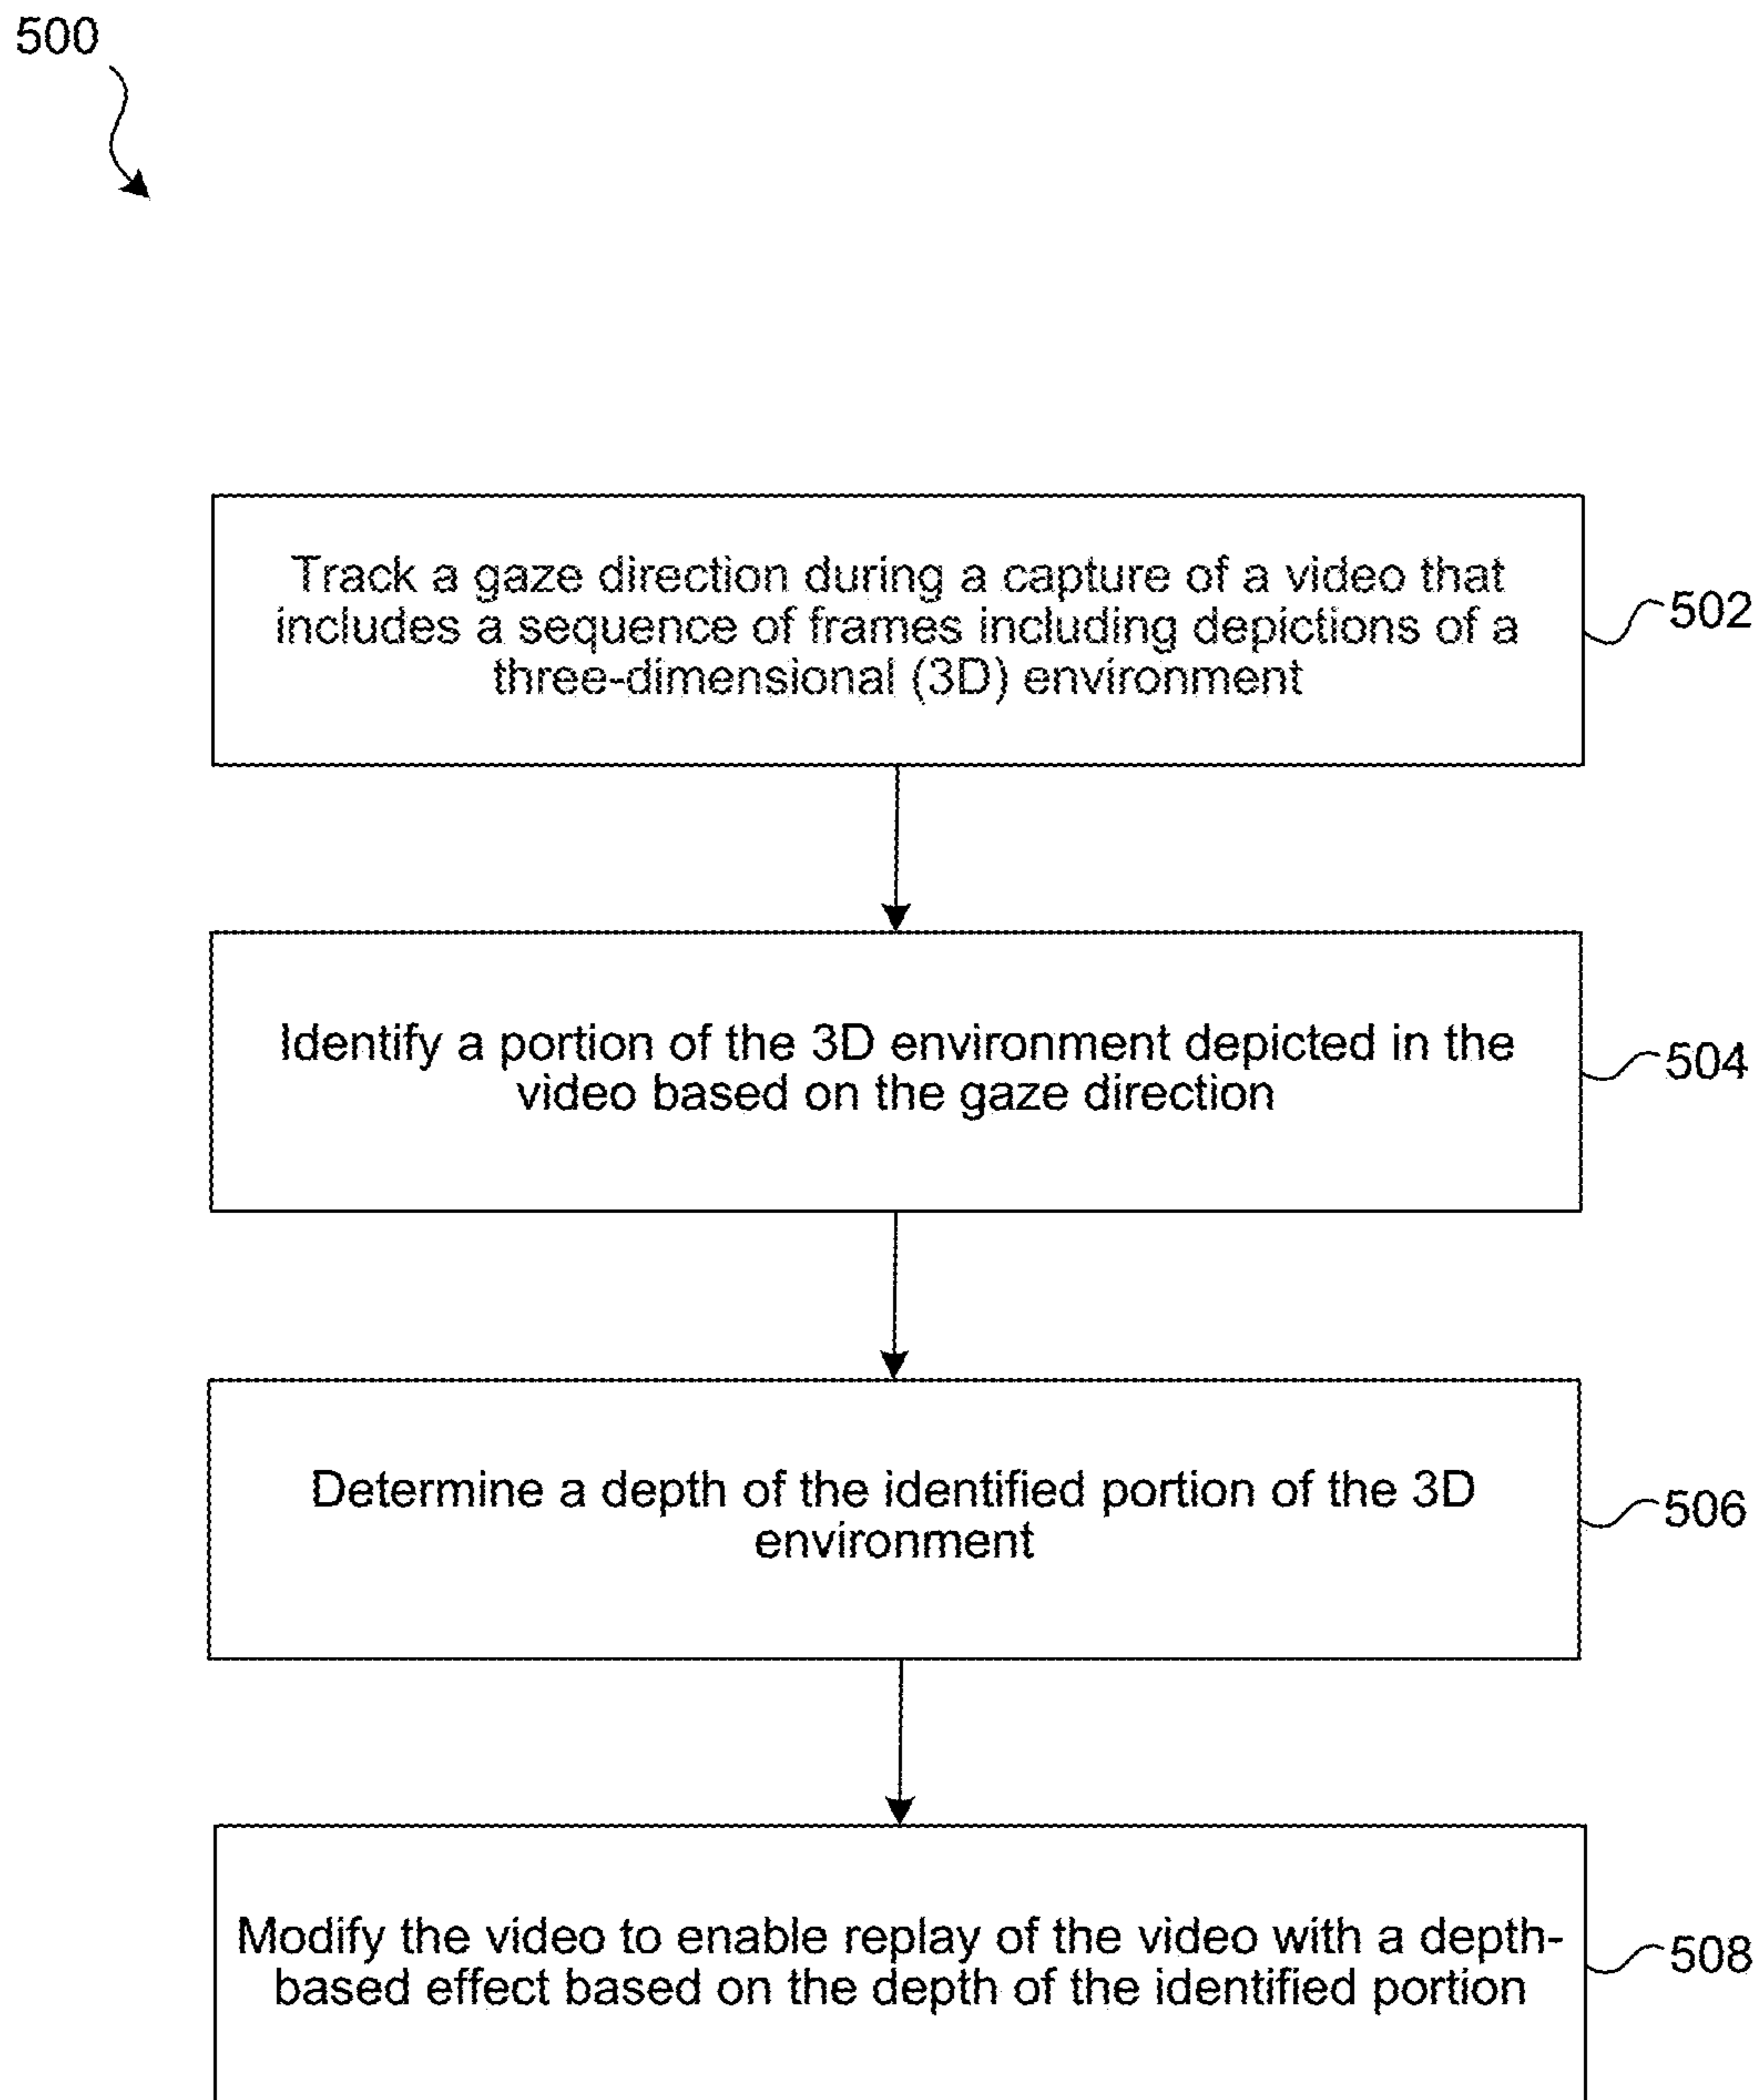 500
Track a gaze direction during a capture of a video that
includes a sequence of frames including depictions of a
three-dimensional (3D) environment
502
Identify a portion of the 3D environment depicted in the
video based on the gaze direction
504
Determine a depth of the identified portion of the 3D
environment
506
Modify the video to enable replay of the video with a depth-
based effect based on the depth of the identified portion
508